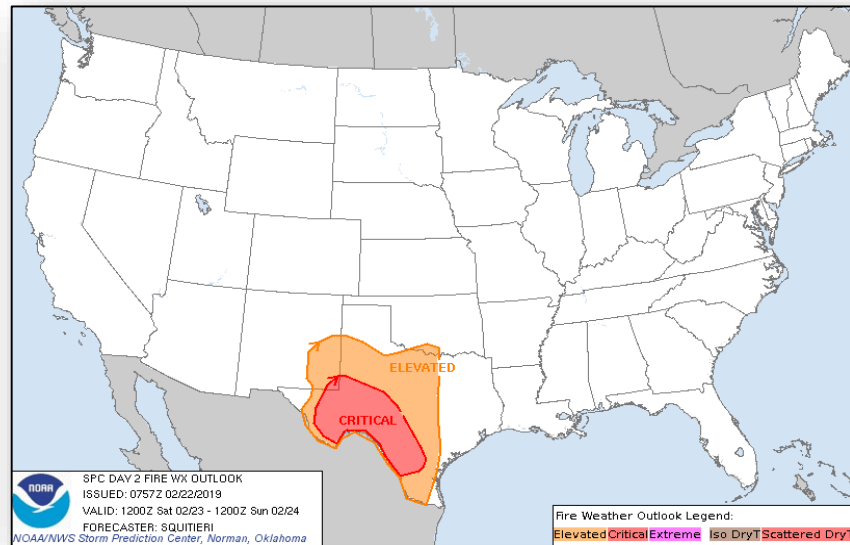 ELEVATED
CRITICAL
NOAA
SPC DAY 2 FIRE WX OUTLOOK
ISSUED: 0757Z 02/22/2019
VALID: 1200Z Sat 02/23 - 1200Z Sun 02/24
FORECASTER: SQUITIERI
NOAA/NWS Storm Prediction Center, Norman, Oklahoma
Fire Weather Outlook Legend:
Elevated Critical Extreme Iso DryT Scattered DryT